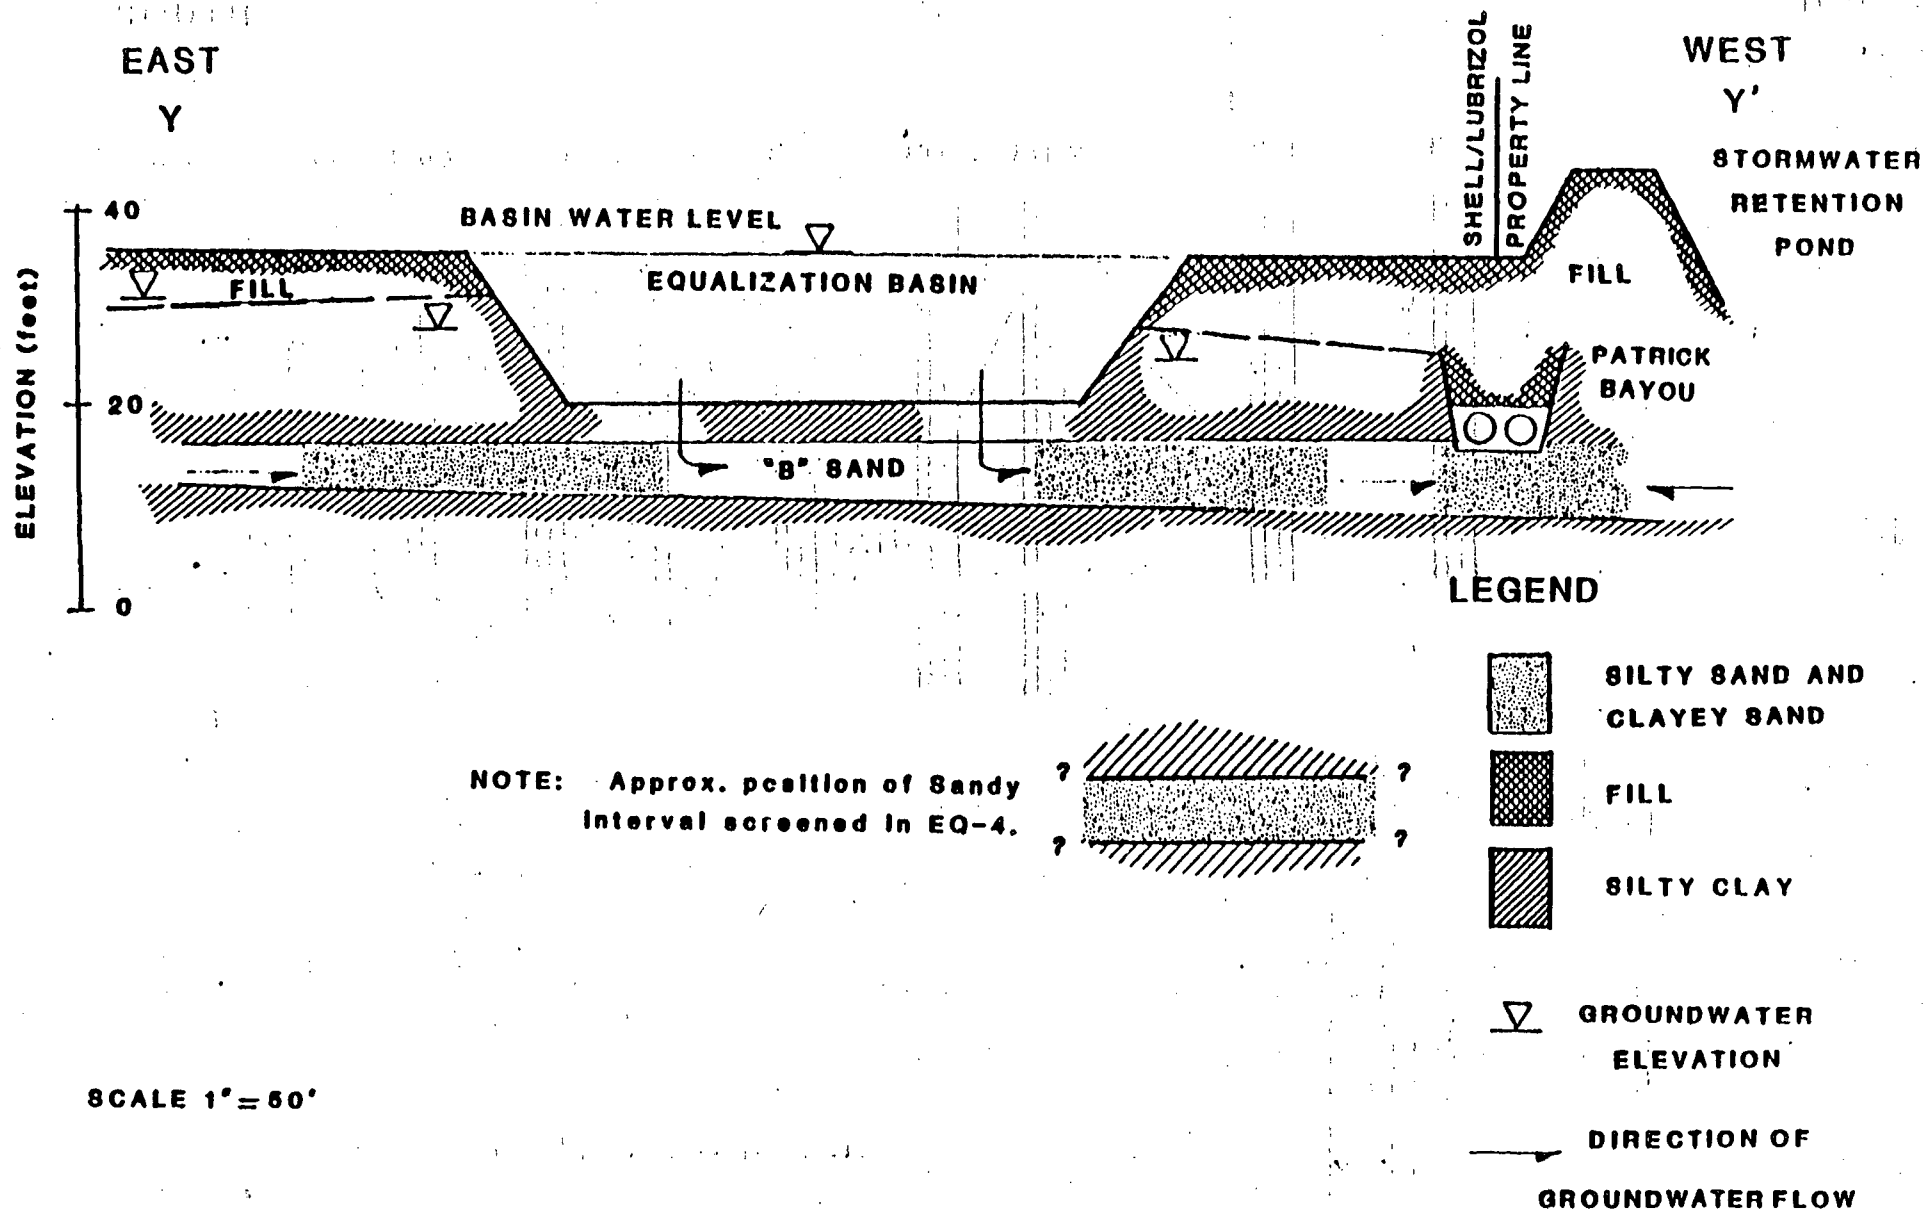 EAST
Y
WEST
Y'
SHELL/LUBRIZOL
PROPERTY LINE
STORMWATER
RETENTION
POND
40
BASIN WATER LEVEL
EQUALIZATION BASIN
FILL
FILL
ELEVATION (feet)
20
PATRICK
BAYOU
"B" SAND
0
LEGEND
SILTY SAND AND
CLAYEY SAND
FILL
SILTY CLAY
GROUNDWATER
ELEVATION
DIRECTION OF
GROUNDWATER FLOW
NOTE: Approx. position of Sandy
interval screened in EQ-4.
?
?
?
?
SCALE 1"=50'